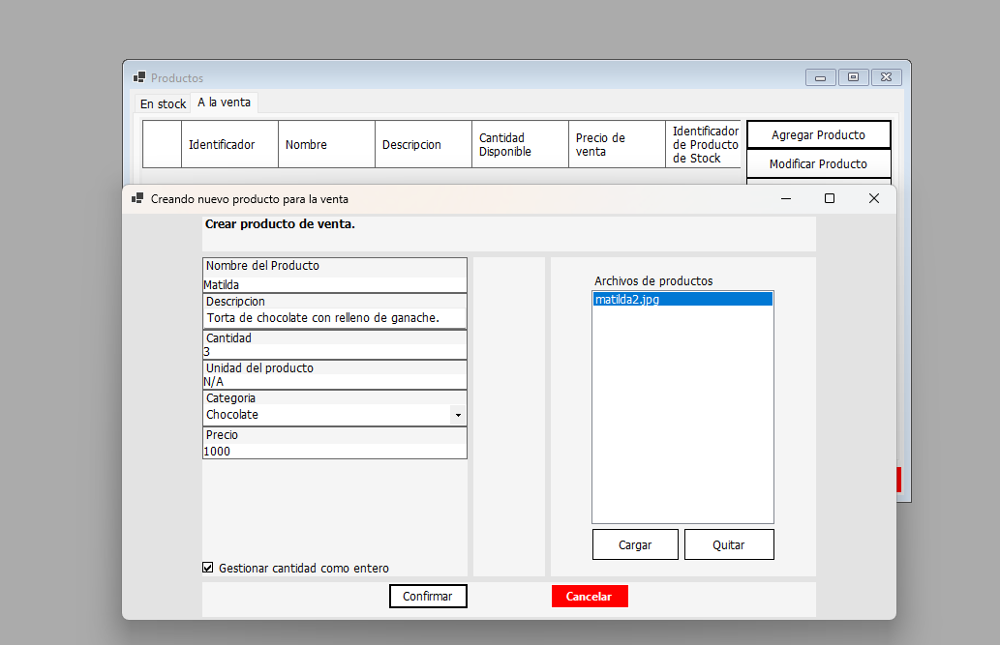 Productos
En stock
A la venta
Identificador
Nombre
Descripcion
Cantidad
Disponible
Precio de
venta
Identificador
de Producto
de Stock
Agregar Producto
Modificar Producto
Creando nuevo producto para la venta
Crear producto de venta.
Nombre del Producto
Matilda
Descripcion
Torta de chocolate con relleno de ganache.
Cantidad
3
Unidad del producto
N/A
Categoria
Chocolate
Precio
1000
Gestionar cantidad como entero
Archivos de productos
matilda2.jpg
Cargar
Quitar
Confirmar
Cancelar